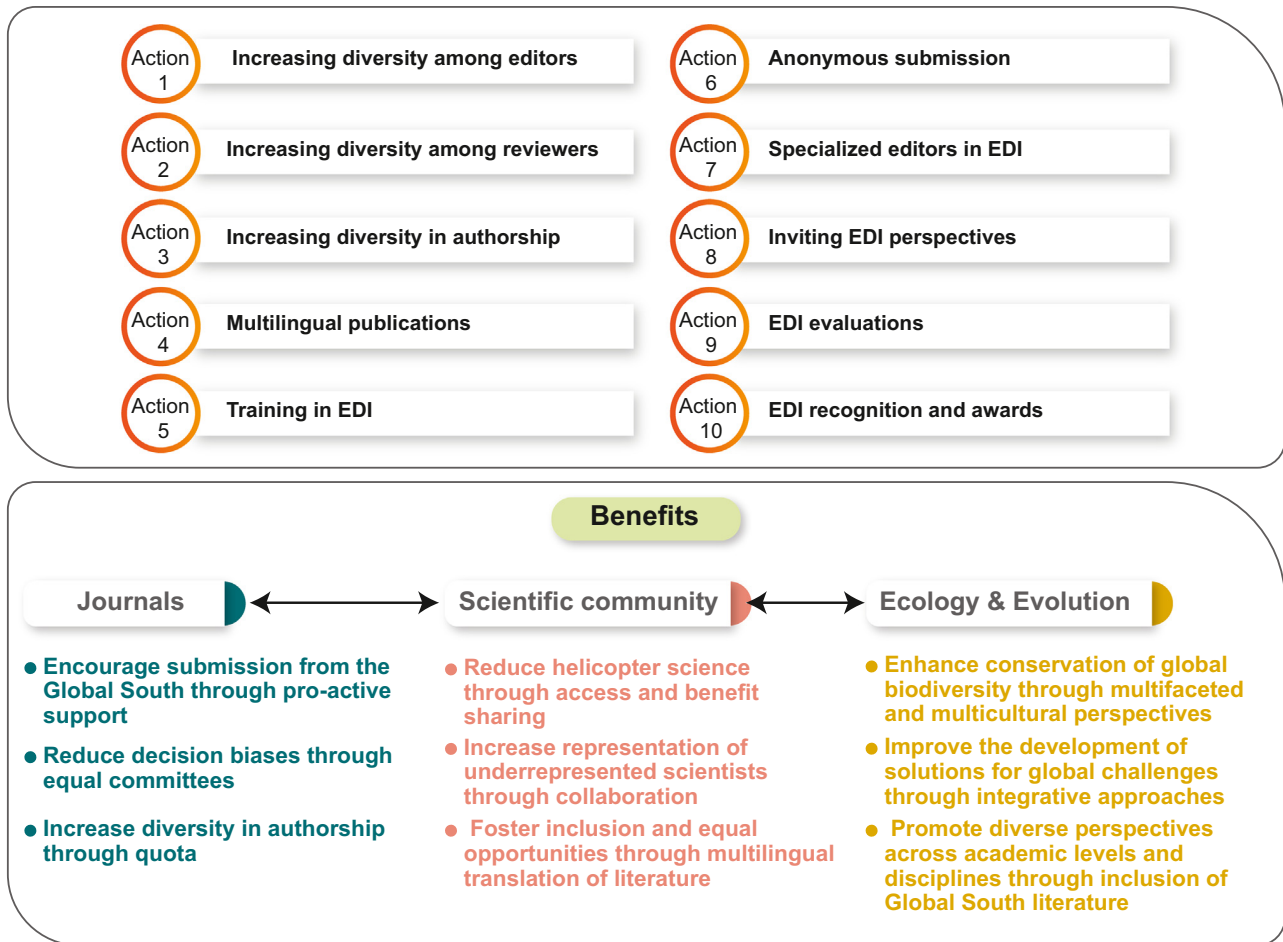 Action
1
Increasing diversity among editors
Action
2
Increasing diversity among reviewers
Action
3
Increasing diversity in authorship
Action
4
Multilingual publications
Action
5
Training in EDI
Action
6
Anonymous submission
Action
7
Specialized editors in EDI
Action
8
Inviting EDI perspectives
Action
9
EDI evaluations
Action
10
EDI recognition and awards
Benefits
Journals
Encourage submission from the
Global South through pro-active
support
Reduce decision biases through
equal committees
Increase diversity in authorship
through quota
Scientific community
Reduce helicopter science
through access and benefit
sharing
Increase representation of
underrepresented scientists
through collaboration
Foster inclusion and equal
opportunities through multilingual
translation of literature
Ecology & Evolution
Enhance conservation of global
biodiversity through multifaceted
and multicultural perspectives
Improve the development of
solutions for global challenges
through integrative approaches
Promote diverse perspectives
across academic levels and
disciplines through inclusion of
Global South literature